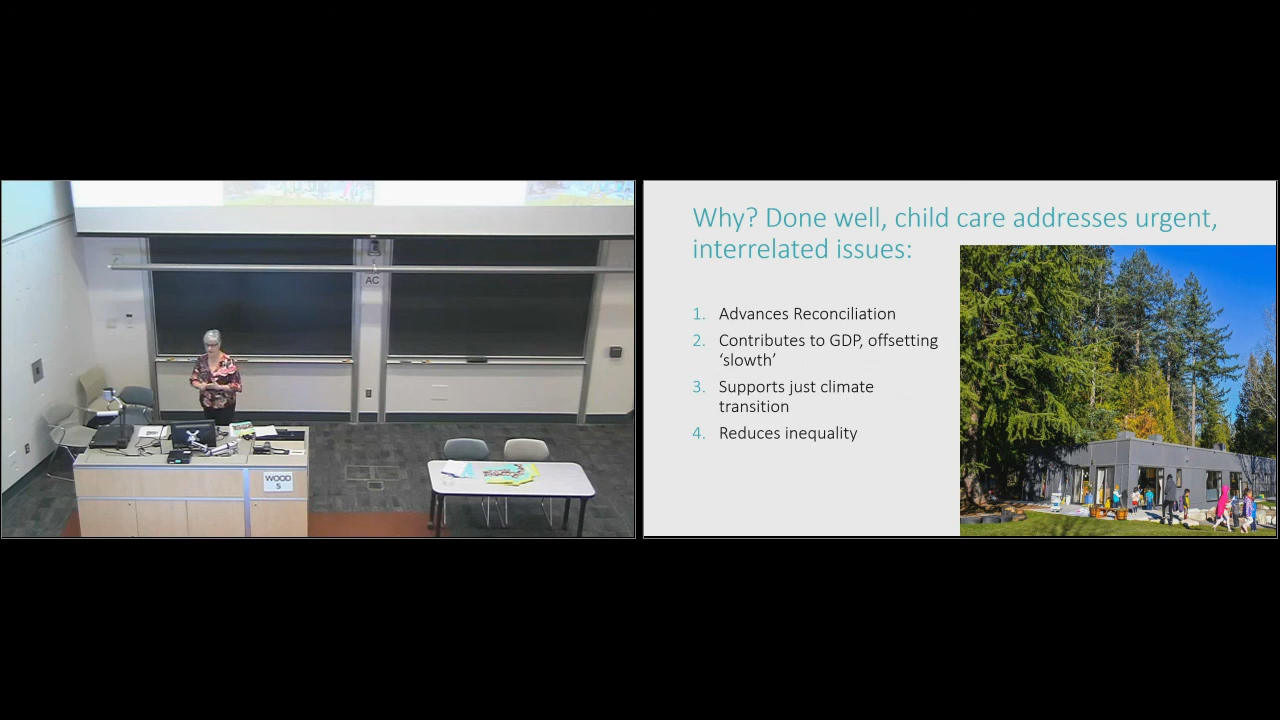 AC
WOOD
5
Why? Done well, child care addresses urgent,
interrelated issues:
1. Advances Reconciliation
2. Contributes to GDP, offsetting
‘slowth’
3. Supports just climate
transition
4. Reduces inequality